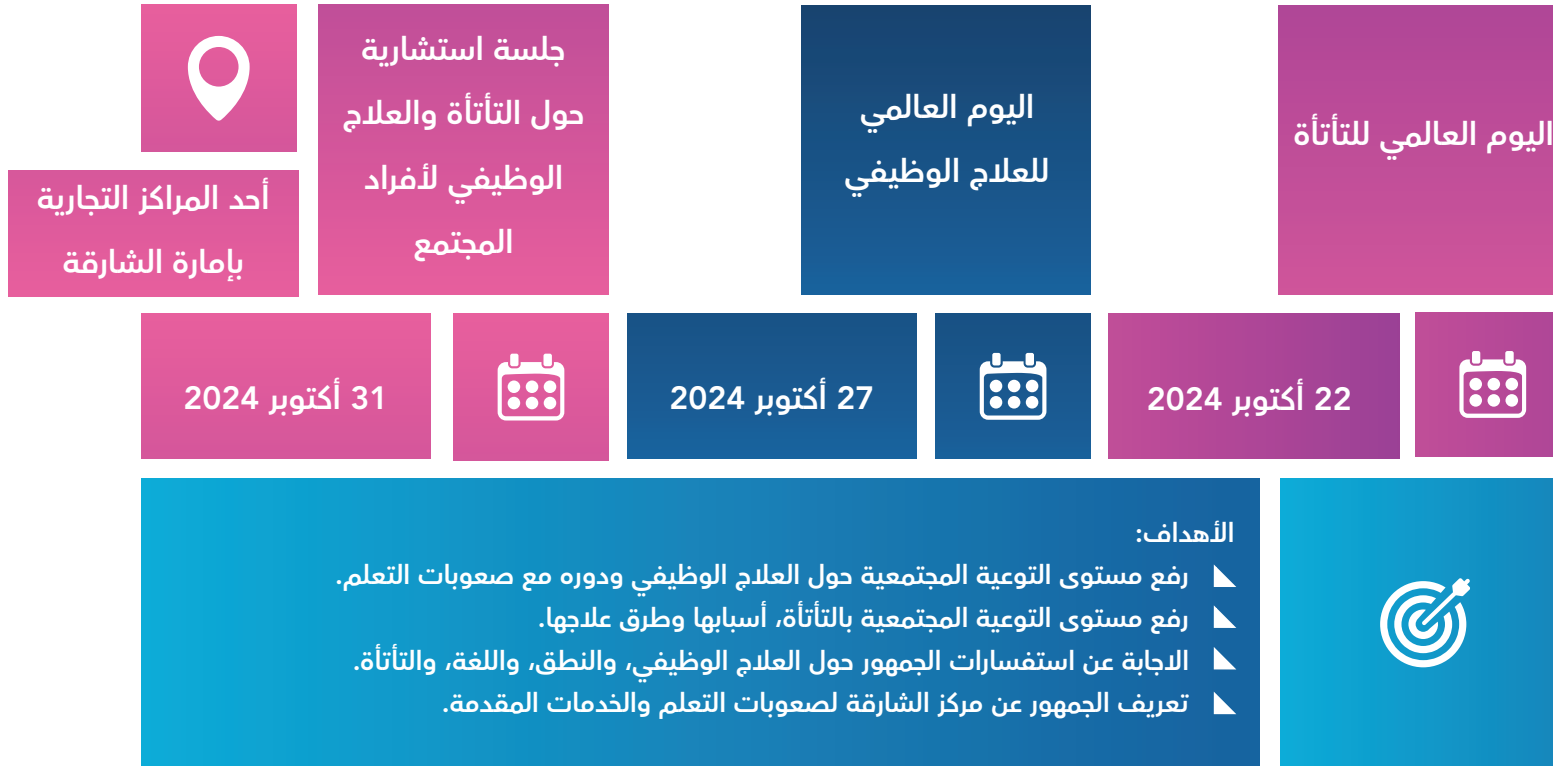 اليوم العالمي للتأتأة
22 أكتوبر 2024
اليوم العالمي
للعلاج الوظيفي
27 أكتوبر 2024
جلسة استشارية
حول التأتأة والعلاج
الوظيفي لأفراد
المجتمع
31 أكتوبر 2024
أحد المراكز التجارية
بإمارة الشارقة
الأهداف:
رفع مستوى التوعية المجتمعية حول العلاج الوظيفي ودوره مع صعوبات التعلم.
رفع مستوى التوعية المجتمعية بالتأتأة، أسبابها وطرق علاجها.
الاجابة عن استفسارات الجمهور حول العلاج الوظيفي، والنطق، واللغة، والتأتأة.
تعريف الجمهور عن مركز الشارقة لصعوبات التعلم والخدمات المقدمة.